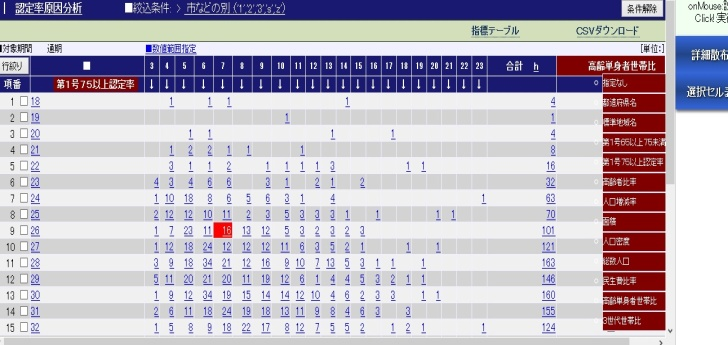 認定率原因分析 ■絞込条件: > 市などの別 ('1','2','3','s','z') 条件解除
指標テーブル CSVダウンロード
■対象期間 通期 ■数値範囲指定 [単位:]
行絞り 3 4 5 6 7 8 9 10 11 12 13 14 15 16 17 18 19 20 21 22 23 合計 h 高齢単身者世帯比
項番 第1号75以上認定率 ↓ ↓ ↓ ↓ ↓ ↓ ↓ ↓ ↓ ↓ ↓ ↓ ↓ ↓ ↓ ↓ ↓ ↓ ↓ ↓ ↓
1 18 1 1 1 1 4
2 19 1 1
3 20 1 1 1 1 4
4 21 1 2 2 1 1 1 8
5 22 3 1 1 2 1 1 1 3 1 1 16
6 23 4 3 4 6 6 3 1 2 1 2 32
7 24 1 10 18 8 6 5 6 3 1 4 1 63
8 25 2 12 12 10 11 2 3 5 3 3 3 1 1 1 1 70
9 26 1 7 23 11 16 13 12 5 3 2 3 2 3 101
10 27 1 12 18 24 12 12 12 11 6 3 5 2 1 1 1 121
11 28 3 9 18 34 21 12 16 9 10 7 13 5 3 1 1 1 163
12 29 5 11 20 21 20 11 19 12 6 1 4 4 5 3 2 1 1 146
13 30 1 9 12 34 19 15 14 14 12 10 4 6 2 3 3 1 1 160
14 31 2 6 11 18 24 19 18 13 11 9 8 4 6 3 3 155
15 32 1 5 8 9 18 22 17 8 12 7 5 5 2 1 2 1 1 124
指定なし
都道府県名
標準地域名
第1号65以上75未満
第1号75以上認定率
高齢者比率
人口増減率
面積
人口密度
総数人口
民生費比率
高齢単身者世帯比
3世代世帯比
onMouse:
Click:実
詳細散布
選択セル